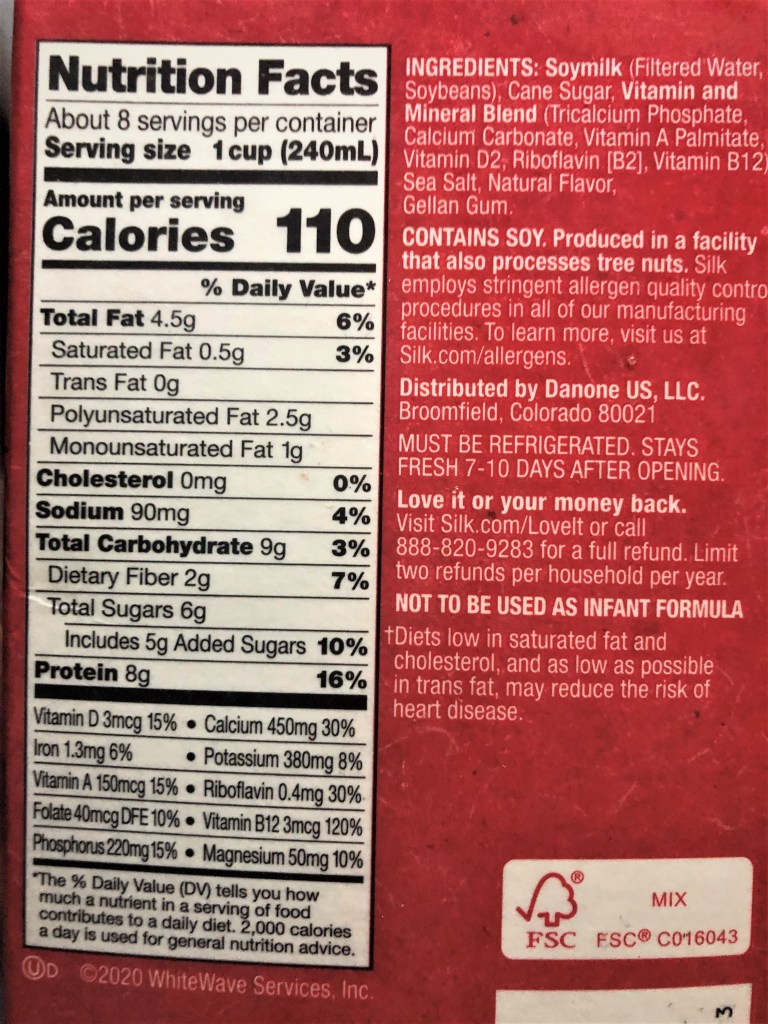 Nutrition Facts
About 8 servings per container
Serving size 1 cup (240mL)
Amount per serving
Calories 110
% Daily Value*
Total Fat 4.5g 6%
Saturated Fat 0.5g 3%
Trans Fat 0g
Polyunsaturated Fat 2.5g
Monounsaturated Fat 1g
Cholesterol 0mg 0%
Sodium 90mg 4%
Total Carbohydrate 9g 3%
Dietary Fiber 2g 7%
Total Sugars 6g
Includes 5g Added Sugars 10%
Protein 8g 16%
Vitamin D 3mcg 15% • Calcium 450mg 30%
Iron 1.3mg 6% • Potassium 380mg 8%
Vitamin A 150mcg 15% • Riboflavin 0.4mg 30%
Folate 40mcg DFE 10% • Vitamin B12 3mcg 120%
Phosphorus 220mg 15% • Magnesium 50mg 10%
*The % Daily Value (DV) tells you how
much a nutrient in a serving of food
contributes to a daily diet. 2,000 calories
a day is used for general nutrition advice.
Ⓤ D ©2020 WhiteWave Services, Inc.
INGREDIENTS: Soymilk (Filtered Water,
Soybeans), Cane Sugar, Vitamin and
Mineral Blend (Tricalcium Phosphate,
Calcium Carbonate, Vitamin A Palmitate,
Vitamin D2, Riboflavin [B2], Vitamin B12)
Sea Salt, Natural Flavor,
Gellan Gum.
CONTAINS SOY. Produced in a facility
that also processes tree nuts. Silk
employs stringent allergen quality contro
procedures in all of our manufacturing
facilities. To learn more, visit us at
Silk.com/allergens.
Distributed by Danone US, LLC.
Broomfield, Colorado 80021
MUST BE REFRIGERATED. STAYS
FRESH 7-10 DAYS AFTER OPENING.
Love it or your money back.
Visit Silk.com/LoveIt or call
888-820-9283 for a full refund. Limit
two refunds per household per year.
NOT TO BE USED AS INFANT FORMULA
†Diets low in saturated fat and
cholesterol, and as low as possible
in trans fat, may reduce the risk of
heart disease.
®
MIX
FSC FSC® C016043
3